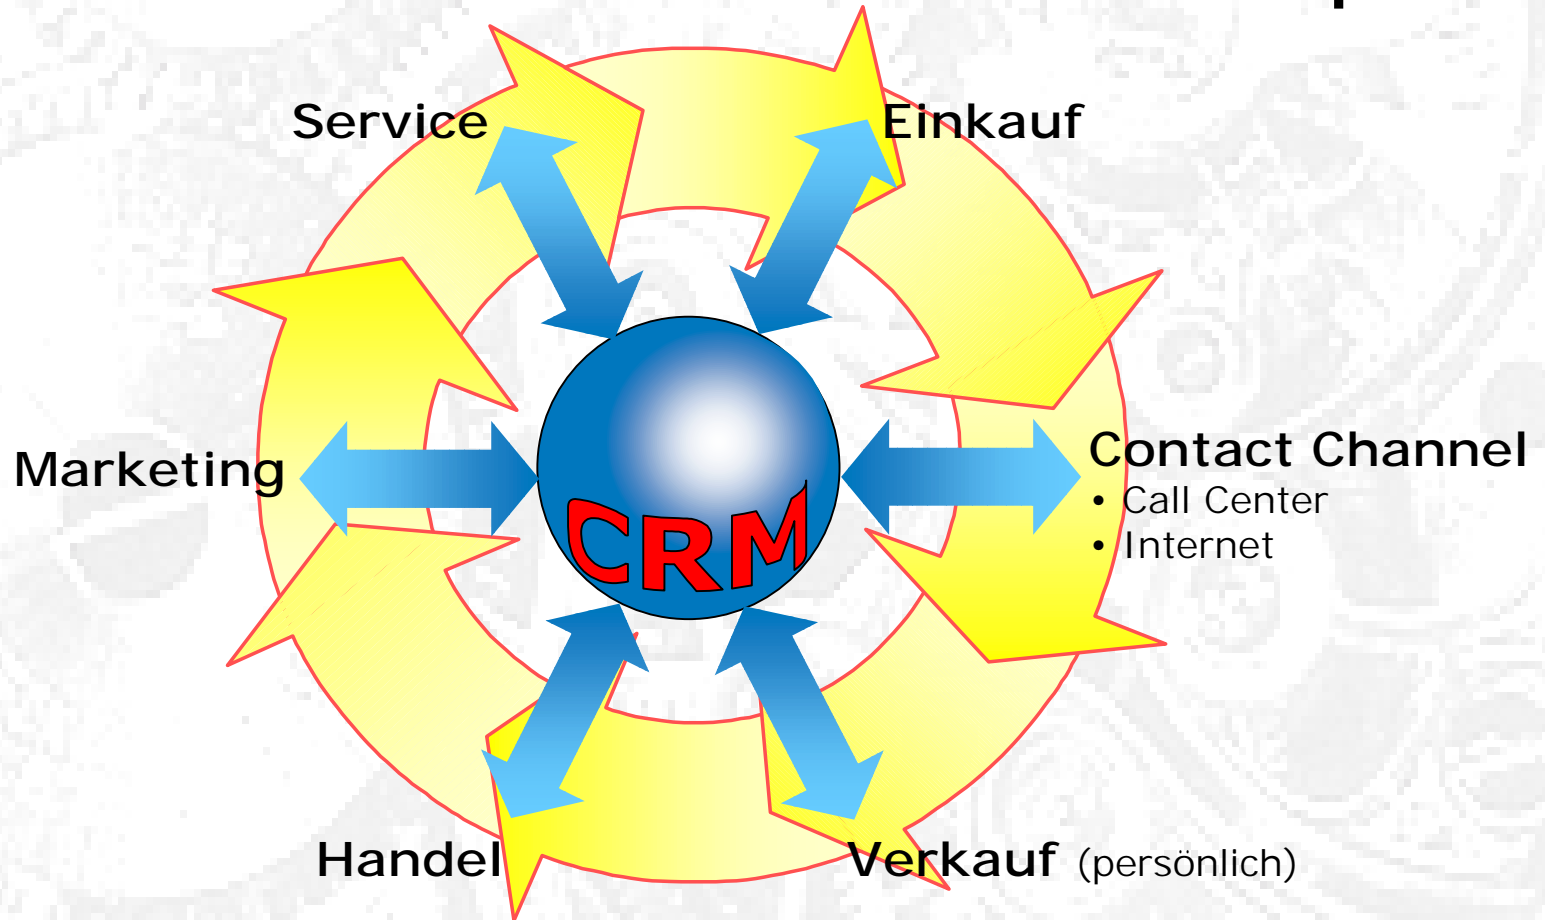 Service
Einkauf
Marketing
Contact Channel
• Call Center
• Internet
CRM
Handel
Verkauf (persönlich)